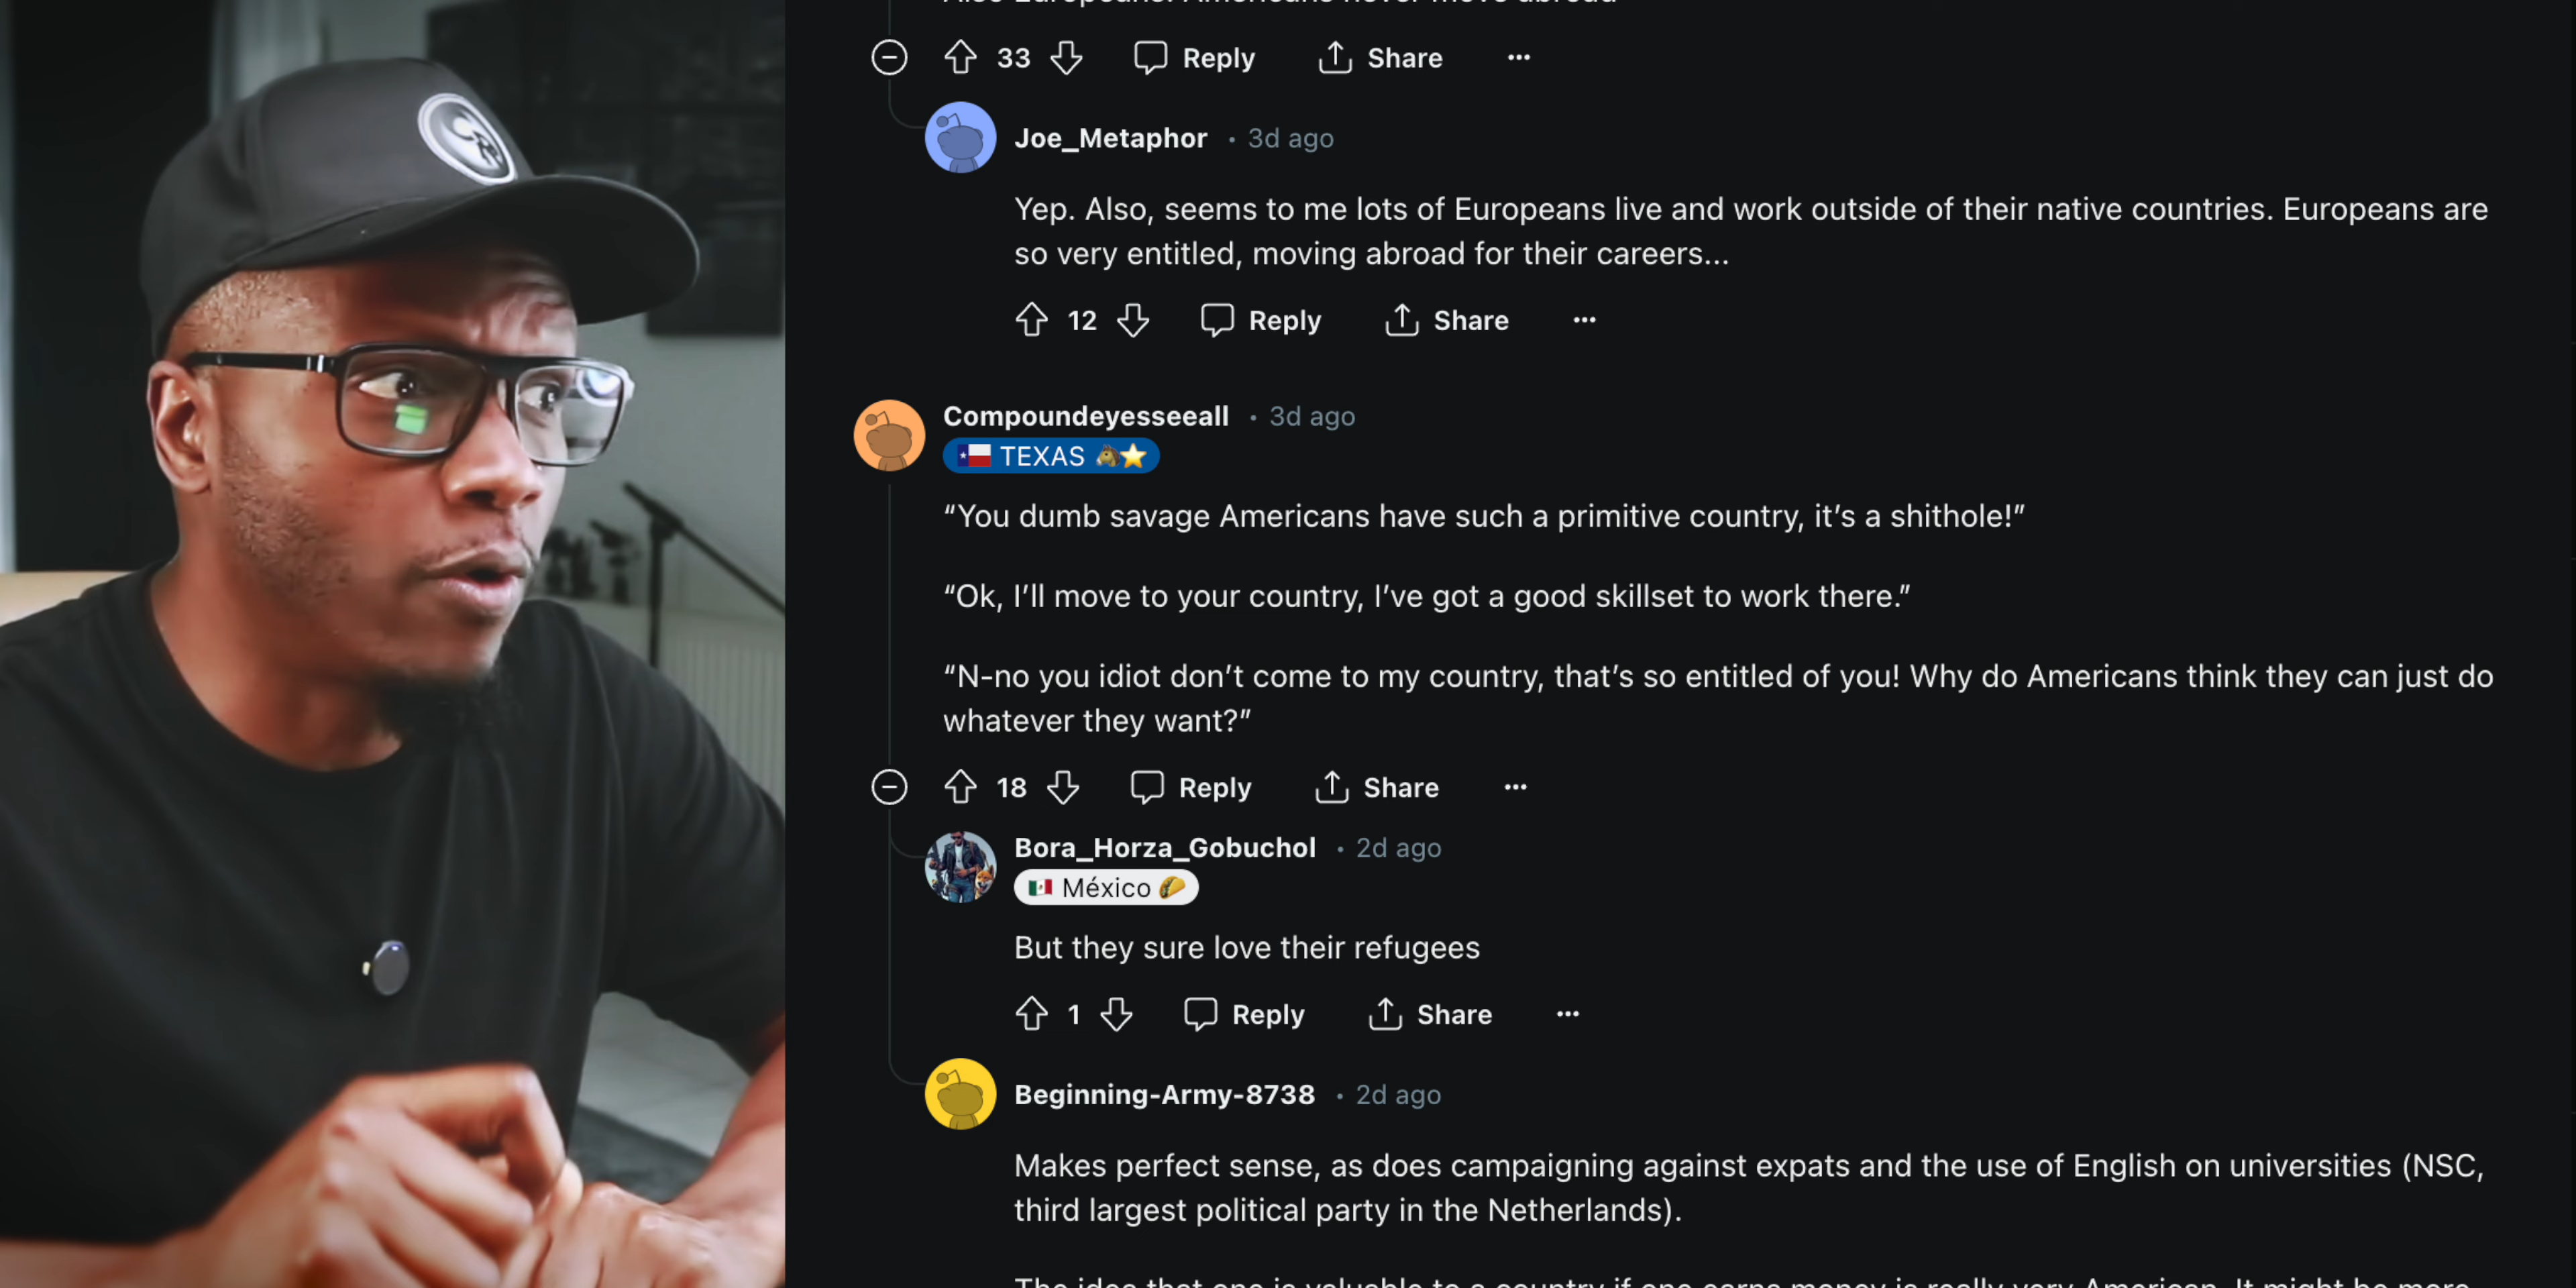 33 Reply Share
Joe_Metaphor • 3d ago
Yep. Also, seems to me lots of Europeans live and work outside of their native countries. Europeans are
so very entitled, moving abroad for their careers...
12 Reply Share
Compoundeyesseeall • 3d ago
TEXAS
“You dumb savage Americans have such a primitive country, it’s a shithole!”
“Ok, I’ll move to your country, I’ve got a good skillset to work there.”
“N-no you idiot don’t come to my country, that’s so entitled of you! Why do Americans think they can just do
whatever they want?”
18 Reply Share
Bora_Horza_Gobuchol • 2d ago
México
But they sure love their refugees
1 Reply Share
Beginning-Army-8738 • 2d ago
Makes perfect sense, as does campaigning against expats and the use of English on universities (NSC,
third largest political party in the Netherlands).